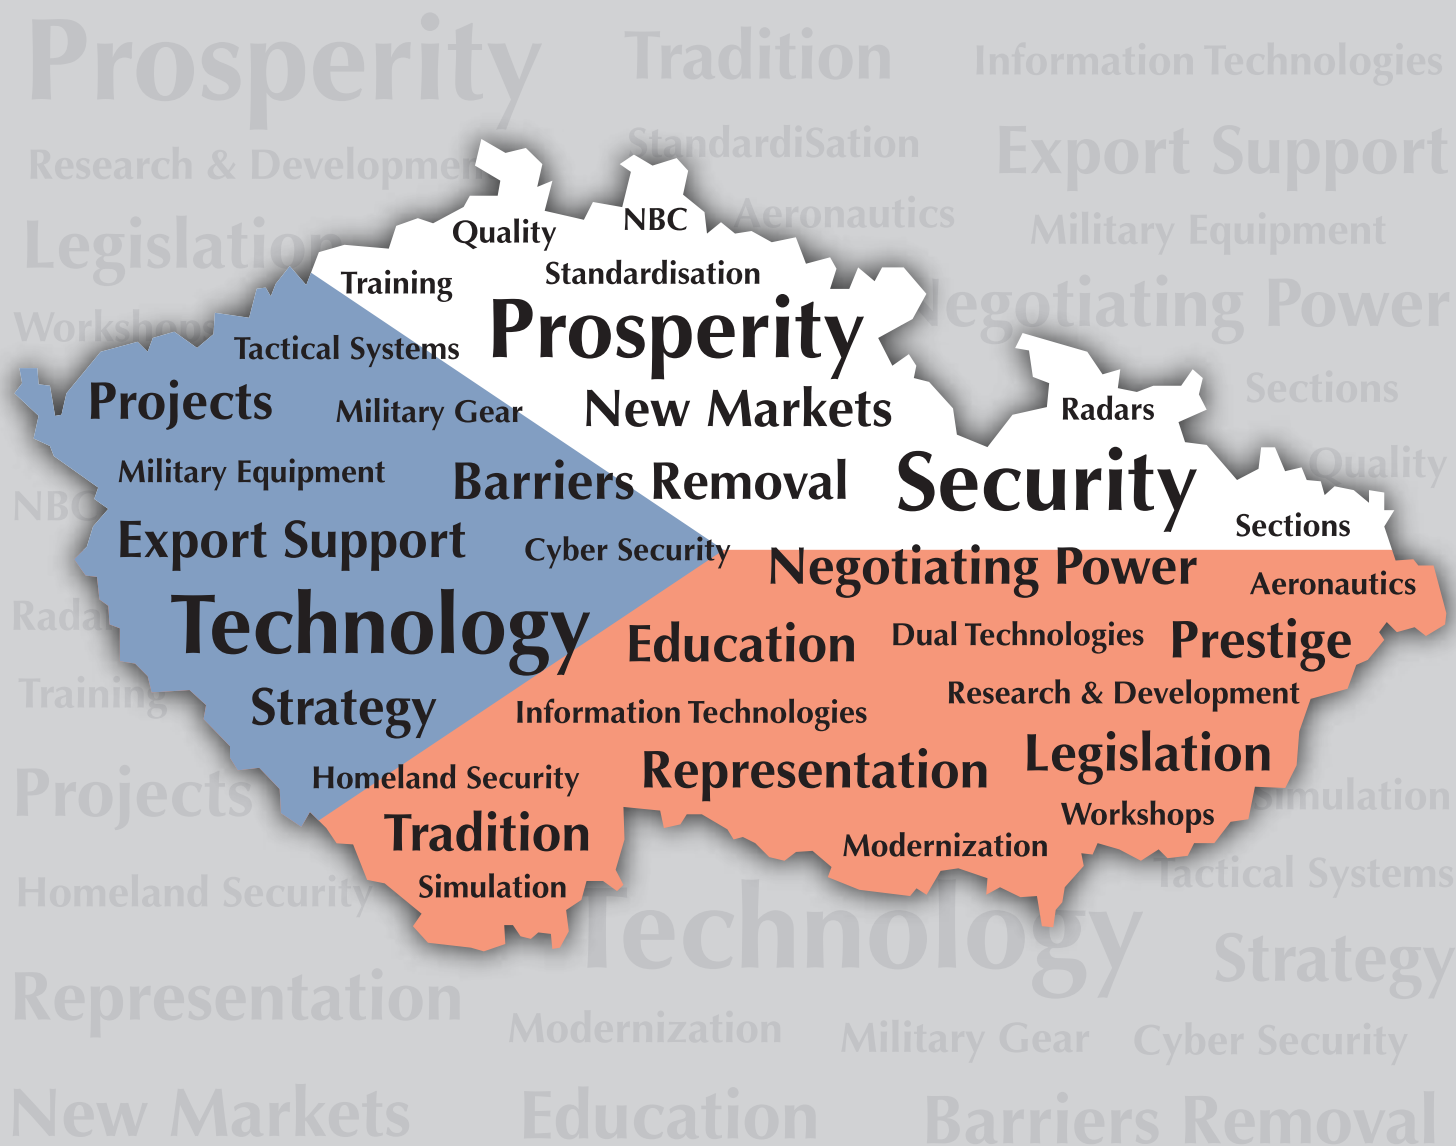 Prosperity
Tradition
Information Technologies
StandardiSation
Export Support
Research & Developmen
Aeronautics
Military Equipment
Legislation
Negotiating Power
Workshops
Sections
Quality
NBC
Rada
Training
Projects
Simulation
Homeland Security
Tactical Systems
Technology
Strategy
Representation
Modernization
Military Gear
Cyber Security
New Markets
Education
Barriers Removal
Quality
NBC
Training
Standardisation
Prosperity
Tactical Systems
Projects
Military Gear
New Markets
Radars
Military Equipment
Barriers Removal
Security
Sections
Export Support
Cyber Security
Negotiating Power
Aeronautics
Technology
Education
Dual Technologies
Prestige
Strategy
Information Technologies
Research & Development
Homeland Security
Representation
Legislation
Tradition
Workshops
Modernization
Simulation